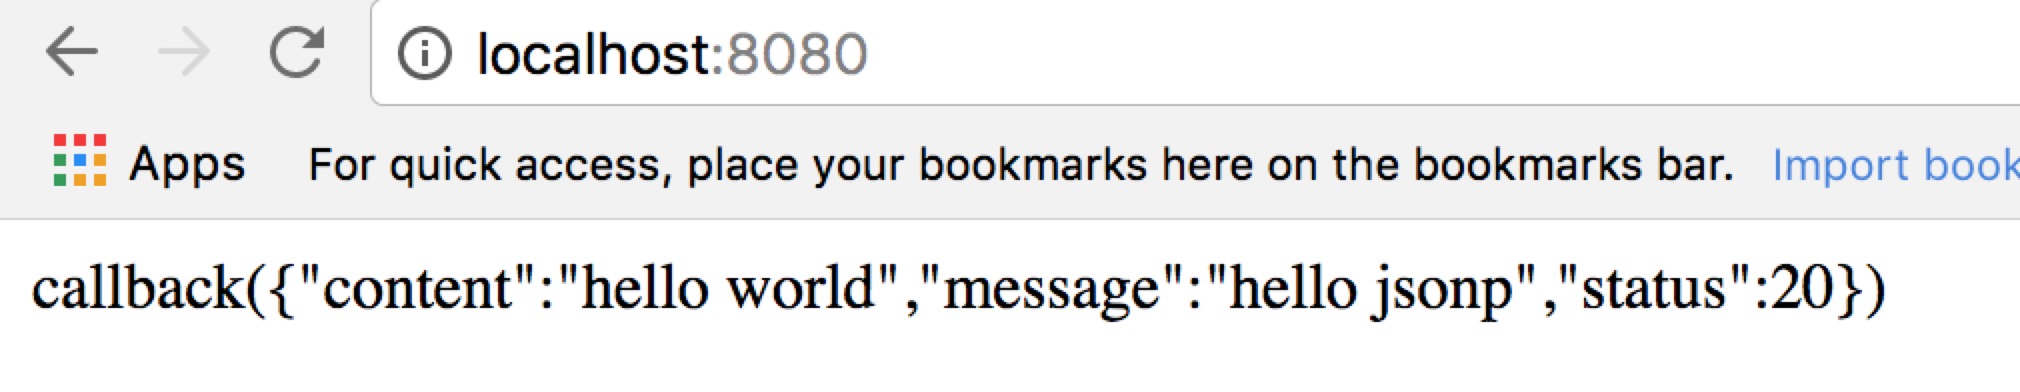 localhost:8080
Apps For quick access, place your bookmarks here on the bookmarks bar. Import book
callback({"content":"hello world","message":"hello jsonp","status":20})